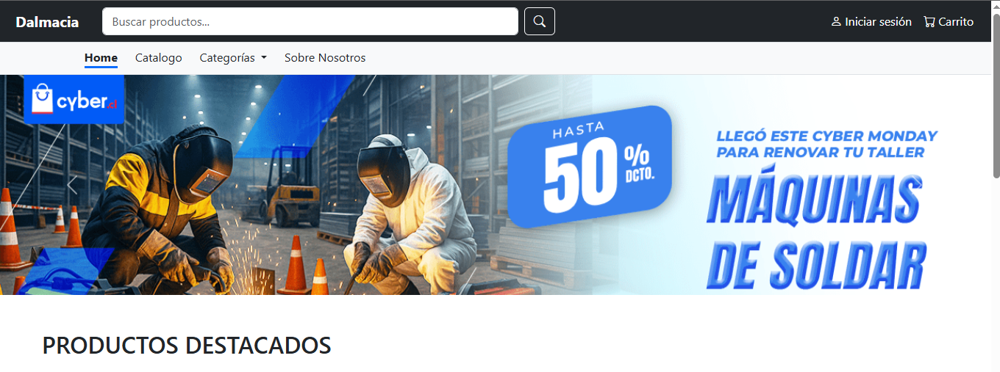 Dalmacia
Buscar productos...
Iniciar sesión
Carrito
Home
Catalogo
Categorías
Sobre Nosotros
cyber.cl
HASTA
50%
DCTO.
LLEGÓ ESTE CYBER MONDAY
PARA RENOVAR TU TALLER
MÁQUINAS
DE SOLDAR
PRODUCTOS DESTACADOS